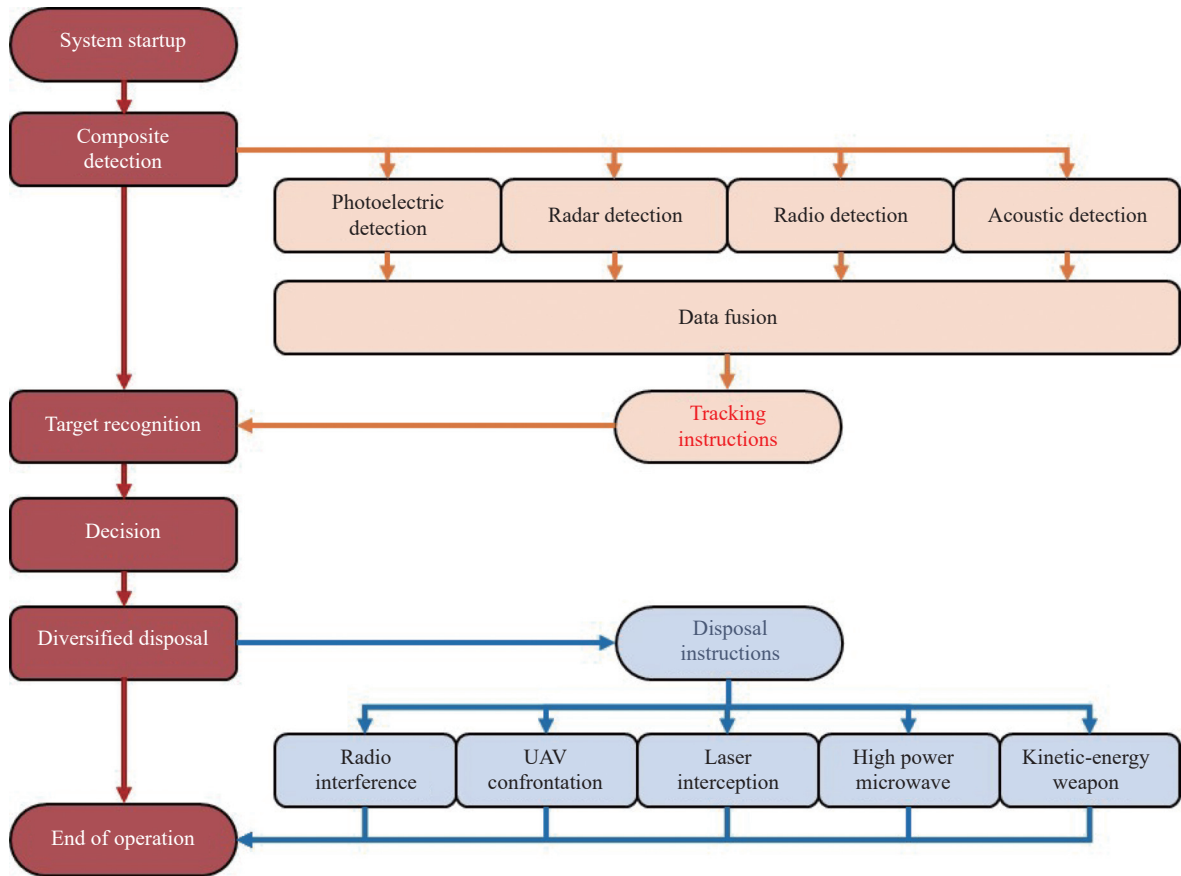 System startup
Composite
detection
Photoelectric
detection
Radar detection
Radio detection
Acoustic detection
Data fusion
Target recognition
Tracking
instructions
Decision
Diversified disposal
Disposal
instructions
Radio
interference
UAV
confrontation
Laser
interception
High power
microwave
Kinetic-energy
weapon
End of operation